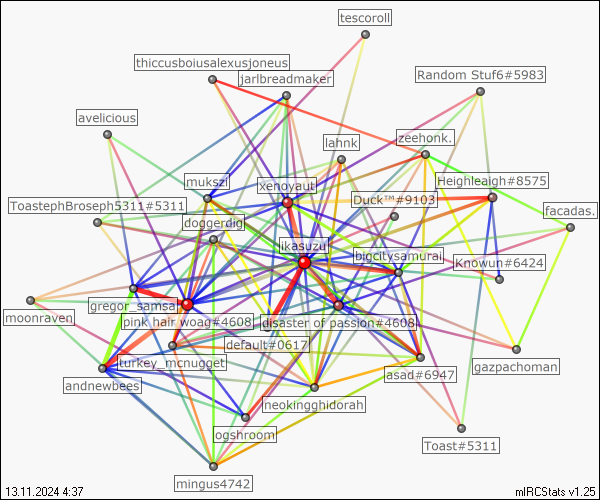 tescoroll
thiccusboiusalexusjoneus
jarlbreadmaker
Random Stuf6#5983
avelicious
lahnk
zeehonk.
mukszi
xenoyaut
Heighleaigh#8575
ToastephBroseph5311#5311
Duck™#9103
facadas.
doggerdig
likasuzu
bigcitysamurai
Knowun#6424
gregor_samsa
moonraven
pink hair woag#4608
disaster of passion#4608
default#0617
turkey_mcnugget
gazpachoman
andnewbees
asad#6947
neokingghidorah
ogshroom
Toast#5311
mingus4742
13.11.2024 4:37
mIRCStats v1.25